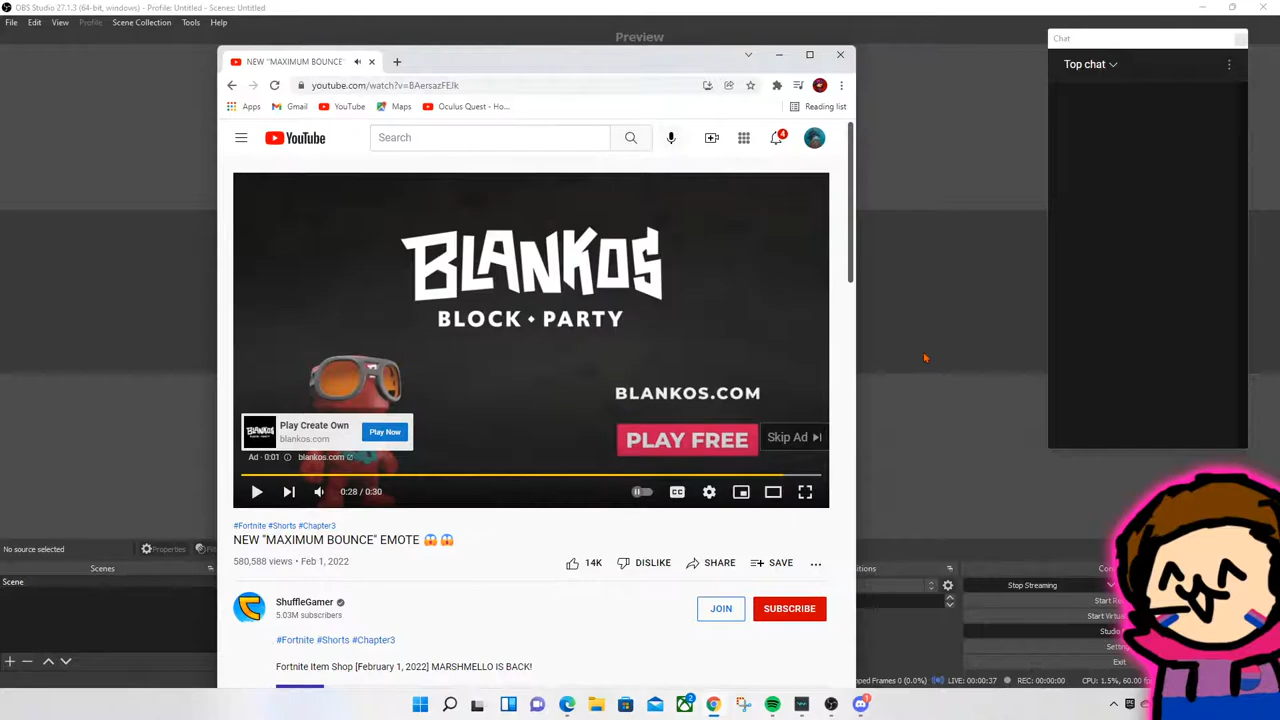 OBS Studio 27.1.3 (64-bit, windows) - Profile: Untitled - Scenes: Untitled
File Edit View Profile Scene Collection Tools Help
Preview
NEW "MAXIMUM BOUNCE"
youtube.com/watch?v=BAersazFEJk
Apps Gmail YouTube Maps Oculus Quest - Ho... Reading list
YouTube
Search
4
BLANKOS
BLOCK • PARTY
BLANKOS.COM
PLAY FREE
Skip Ad
BLANKOS
Play Create Own
blankos.com
Play Now
Ad · 0:01 blankos.com
0:28 / 0:30
CC
#Fortnite #Shorts #Chapter3
NEW "MAXIMUM BOUNCE" EMOTE 😱 😱
580,588 views • Feb 1, 2022
14K DISLIKE SHARE SAVE ...
ShuffleGamer
5.03M subscribers
JOIN SUBSCRIBE
#Fortnite #Shorts #Chapter3
Fortnite Item Shop [February 1, 2022] MARSHMELLO IS BACK!
Chat
Top chat
No source selected
Properties
Scenes
Scene
Stop Streaming
Exit
LIVE: 00:00:37 REC: 00:00:00 CPU: 1.5%, 60.00
2
1